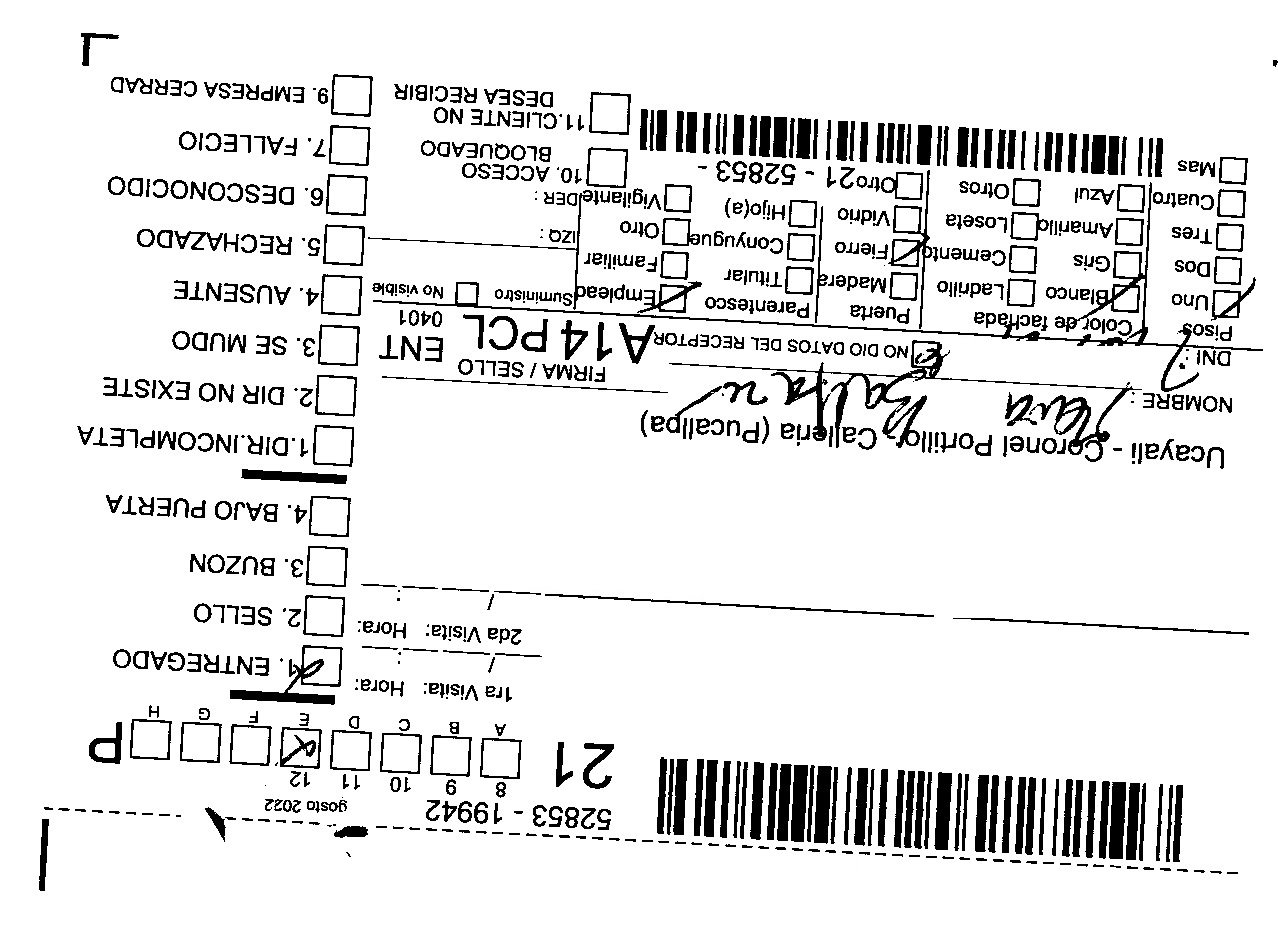 52853 - 19942 gosto 2022
21 8 9 10 11 12 P
A B C D E F G H
1ra Visita: / Hora: : 1. ENTREGADO
2da Visita: / Hora: : 2. SELLO
3. BUZON
4. BAJO PUERTA
Ucayali - Coronel Portillo - Calleria (Pucallpa) 1.DIR.INCOMPLETA
NOMBRE : 2. DIR NO EXISTE
FIRMA / SELLO
DNI : NO DIO DATOS DEL RECEPTOR A14 PCL ENT 3. SE MUDO
0401
Pisos Color de fachada Puerta Parentesco
Uno Blanco Ladrillo Madera Titular Emplead Suministro No visible 4. AUSENTE
Dos Gris Cemento Fierro Conyugue Familiar IZQ : 5. RECHAZADO
Tres Amarillo Loseta Vidrio Hijo(a) Otro
Cuatro Azul Otros Otro Vigilante DER : 6. DESCONOCIDO
Mas 21 - 52853 - 10. ACCESO BLOQUEADO 7. FALLECIO
11.CLIENTE NO DESEA RECIBIR 9. EMPRESA CERRAD